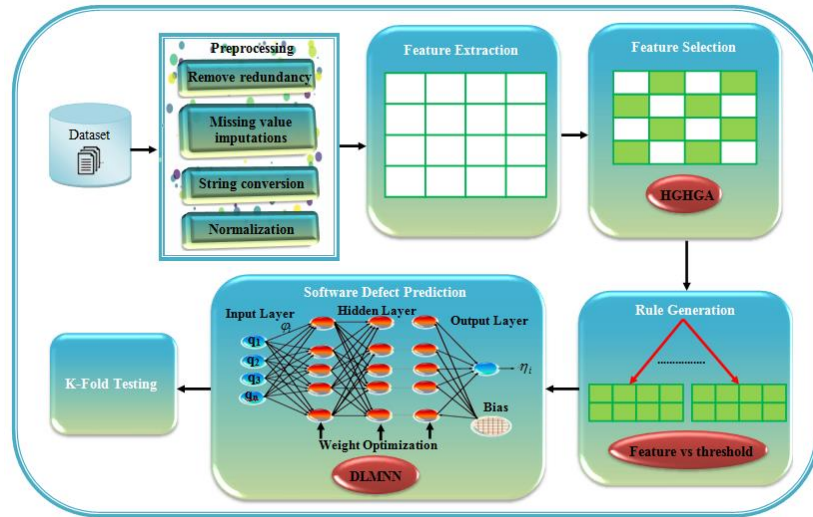 Dataset
Preprocessing
Remove redundancy
Missing value
imputations
String conversion
Normalization
Feature Extraction
Feature Selection
HGHGA
Rule Generation
................
Feature vs threshold
Software Defect Prediction
Input Layer
Hidden Layer
Output Layer
φi
q1
q2
q3
qn
ηi
Bias
Weight Optimization
DLMNN
K-Fold Testing